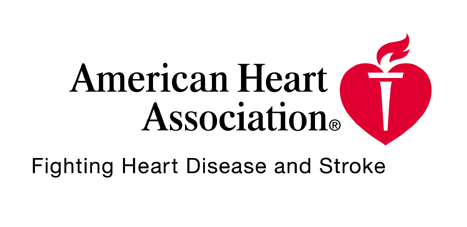 American Heart
Association®
Fighting Heart Disease and Stroke